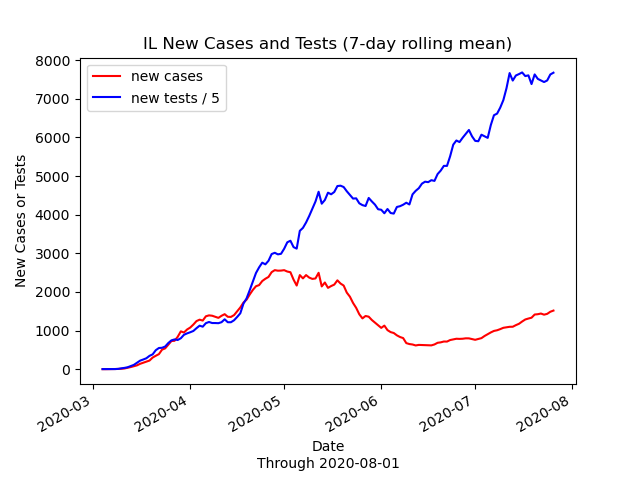 IL New Cases and Tests (7-day rolling mean)
new cases
new tests / 5
8000
7000
6000
5000
4000
3000
2000
1000
0
New Cases or Tests
2020-03
2020-04
2020-05
2020-06
2020-07
2020-08
Date
Through 2020-08-01